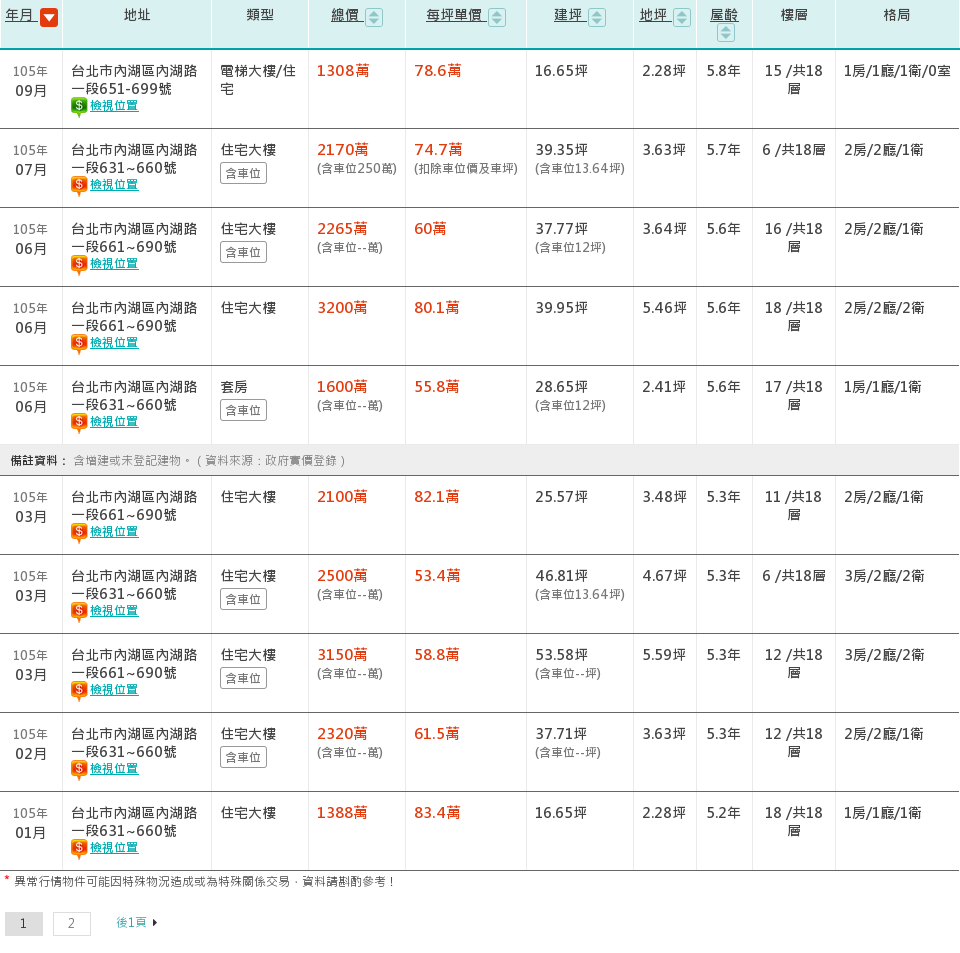 年月 地址 類型 總價 每坪單價 建坪 地坪 屋齡 樓層 格局
105年 台北市內湖區內湖路 電梯大樓/住 1308萬 78.6萬 16.65坪 2.28坪 5.8年 15 /共18 1房/1廳/1衛/0室
09月 一段651-699號 宅 層
檢視位置
105年 台北市內湖區內湖路 住宅大樓 2170萬 74.7萬 39.35坪 3.63坪 5.7年 6 /共18層 2房/2廳/1衛
07月 一段631~660號 含車位 (含車位250萬) (扣除車位價及車坪) (含車位13.64坪)
檢視位置
105年 台北市內湖區內湖路 住宅大樓 2265萬 60萬 37.77坪 3.64坪 5.6年 16 /共18 2房/2廳/1衛
06月 一段661~690號 含車位 (含車位--萬) (含車位12坪) 層
檢視位置
105年 台北市內湖區內湖路 住宅大樓 3200萬 80.1萬 39.95坪 5.46坪 5.6年 18 /共18 2房/2廳/2衛
06月 一段661~690號 層
檢視位置
105年 台北市內湖區內湖路 套房 1600萬 55.8萬 28.65坪 2.41坪 5.6年 17 /共18 1房/1廳/1衛
06月 一段631~660號 含車位 (含車位--萬) (含車位12坪) 層
檢視位置
備註資料： 含增建或未登記建物。 ( 資料來源：政府實價登錄 )
105年 台北市內湖區內湖路 住宅大樓 2100萬 82.1萬 25.57坪 3.48坪 5.3年 11 /共18 2房/2廳/1衛
03月 一段661~690號 層
檢視位置
105年 台北市內湖區內湖路 住宅大樓 2500萬 53.4萬 46.81坪 4.67坪 5.3年 6 /共18層 3房/2廳/2衛
03月 一段631~660號 含車位 (含車位--萬) (含車位13.64坪)
檢視位置
105年 台北市內湖區內湖路 住宅大樓 3150萬 58.8萬 53.58坪 5.59坪 5.3年 12 /共18 3房/2廳/2衛
03月 一段661~690號 含車位 (含車位--萬) (含車位--坪) 層
檢視位置
105年 台北市內湖區內湖路 住宅大樓 2320萬 61.5萬 37.71坪 3.63坪 5.3年 12 /共18 2房/2廳/1衛
02月 一段631~660號 含車位 (含車位--萬) (含車位--坪) 層
檢視位置
105年 台北市內湖區內湖路 住宅大樓 1388萬 83.4萬 16.65坪 2.28坪 5.2年 18 /共18 1房/1廳/1衛
01月 一段631~660號 層
檢視位置
* 異常行情物件可能因特殊物況造成或為特殊關係交易，資料請斟酌參考！
1 2 後1頁